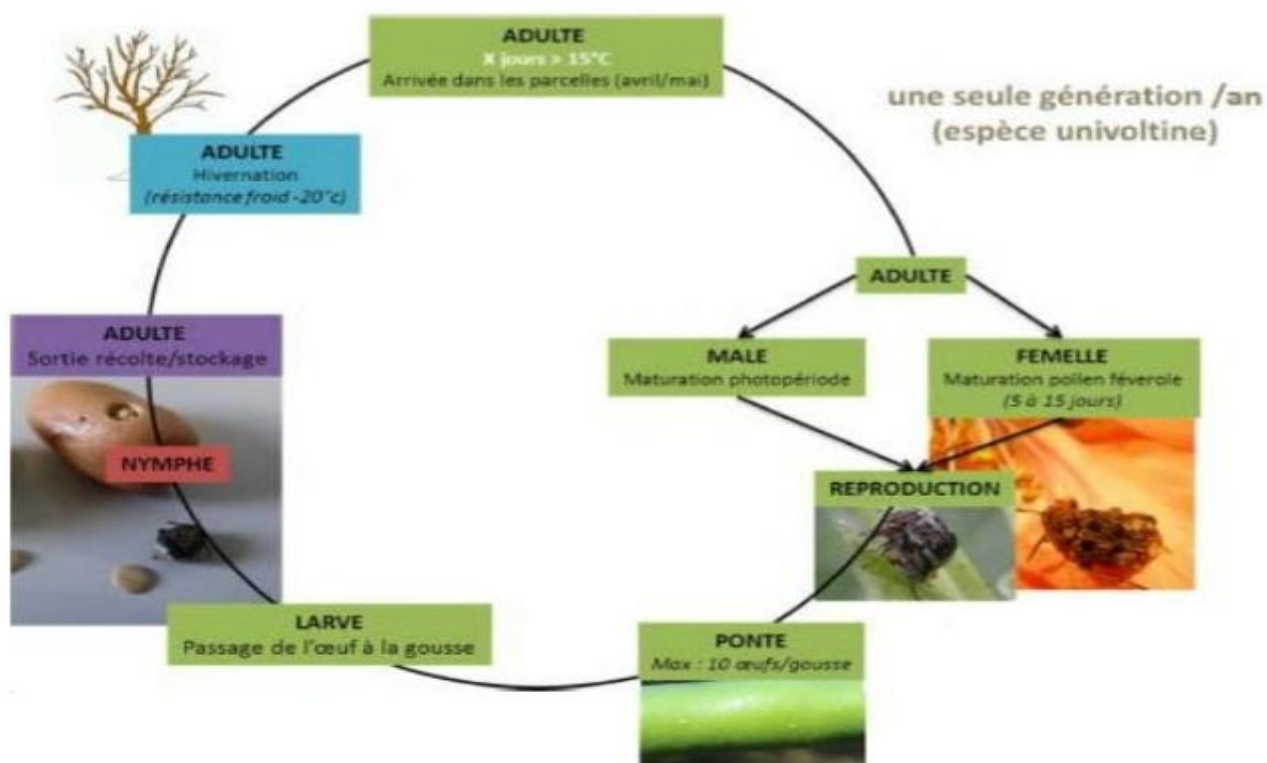 ADULTE
X jours > 15°C
Arrivée dans les parcelles (avril/mai)
une seule génération /an
(espèce univoltine)
ADULTE
Hivernation
(résistance froid -20°c)
ADULTE
ADULTE
Sortie récolte/stockage
MALE
Maturation photopériode
FEMELLE
Maturation pollen féverole
(5 à 15 jours)
NYMPHE
REPRODUCTION
LARVE
Passage de l'œuf à la gousse
PONTE
Max : 10 œufs/gousse